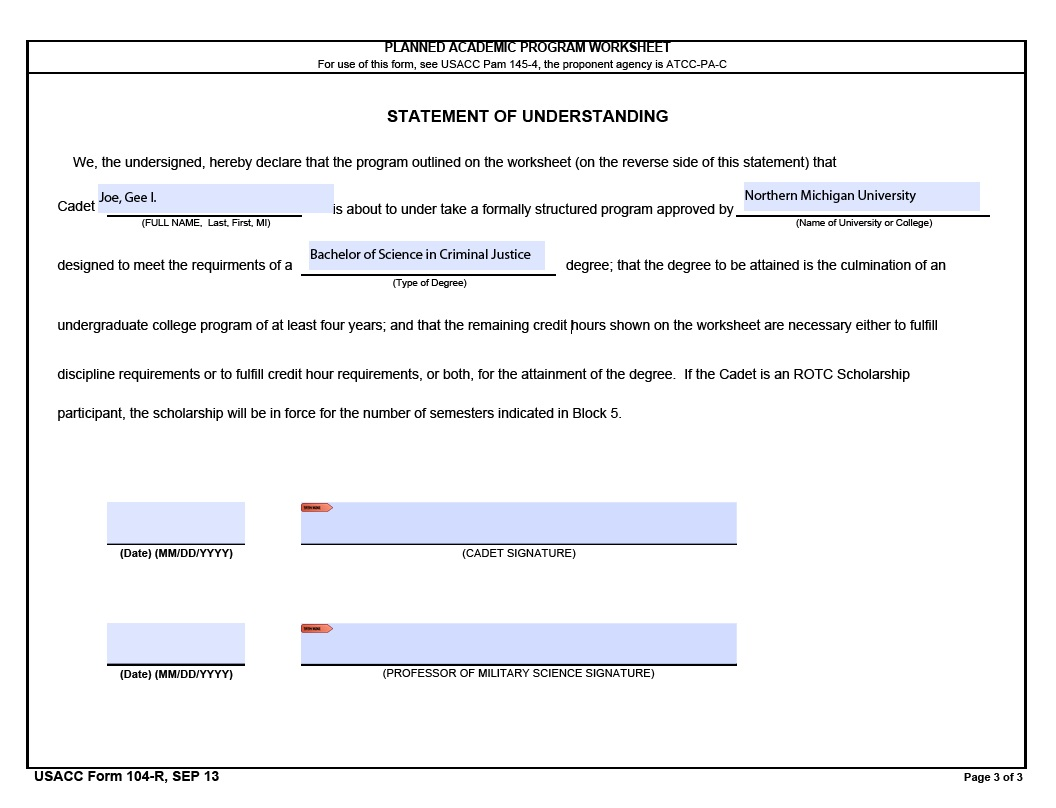 PLANNED ACADEMIC PROGRAM WORKSHEET
For use of this form, see USACC Pam 145-4, the proponent agency is ATCC-PA-C
STATEMENT OF UNDERSTANDING
We, the undersigned, hereby declare that the program outlined on the worksheet (on the reverse side of this statement) that
Cadet Joe, Gee I. is about to under take a formally structured program approved by Northern Michigan University
(FULL NAME, Last, First, MI) (Name of University or College)
designed to meet the requirments of a Bachelor of Science in Criminal Justice degree; that the degree to be attained is the culmination of an
(Type of Degree)
undergraduate college program of at least four years; and that the remaining credit hours shown on the worksheet are necessary either to fulfill
discipline requirements or to fulfill credit hour requirements, or both, for the attainment of the degree. If the Cadet is an ROTC Scholarship
participant, the scholarship will be in force for the number of semesters indicated in Block 5.
(Date) (MM/DD/YYYY) (CADET SIGNATURE)
(Date) (MM/DD/YYYY) (PROFESSOR OF MILITARY SCIENCE SIGNATURE)
USACC Form 104-R, SEP 13 Page 3 of 3